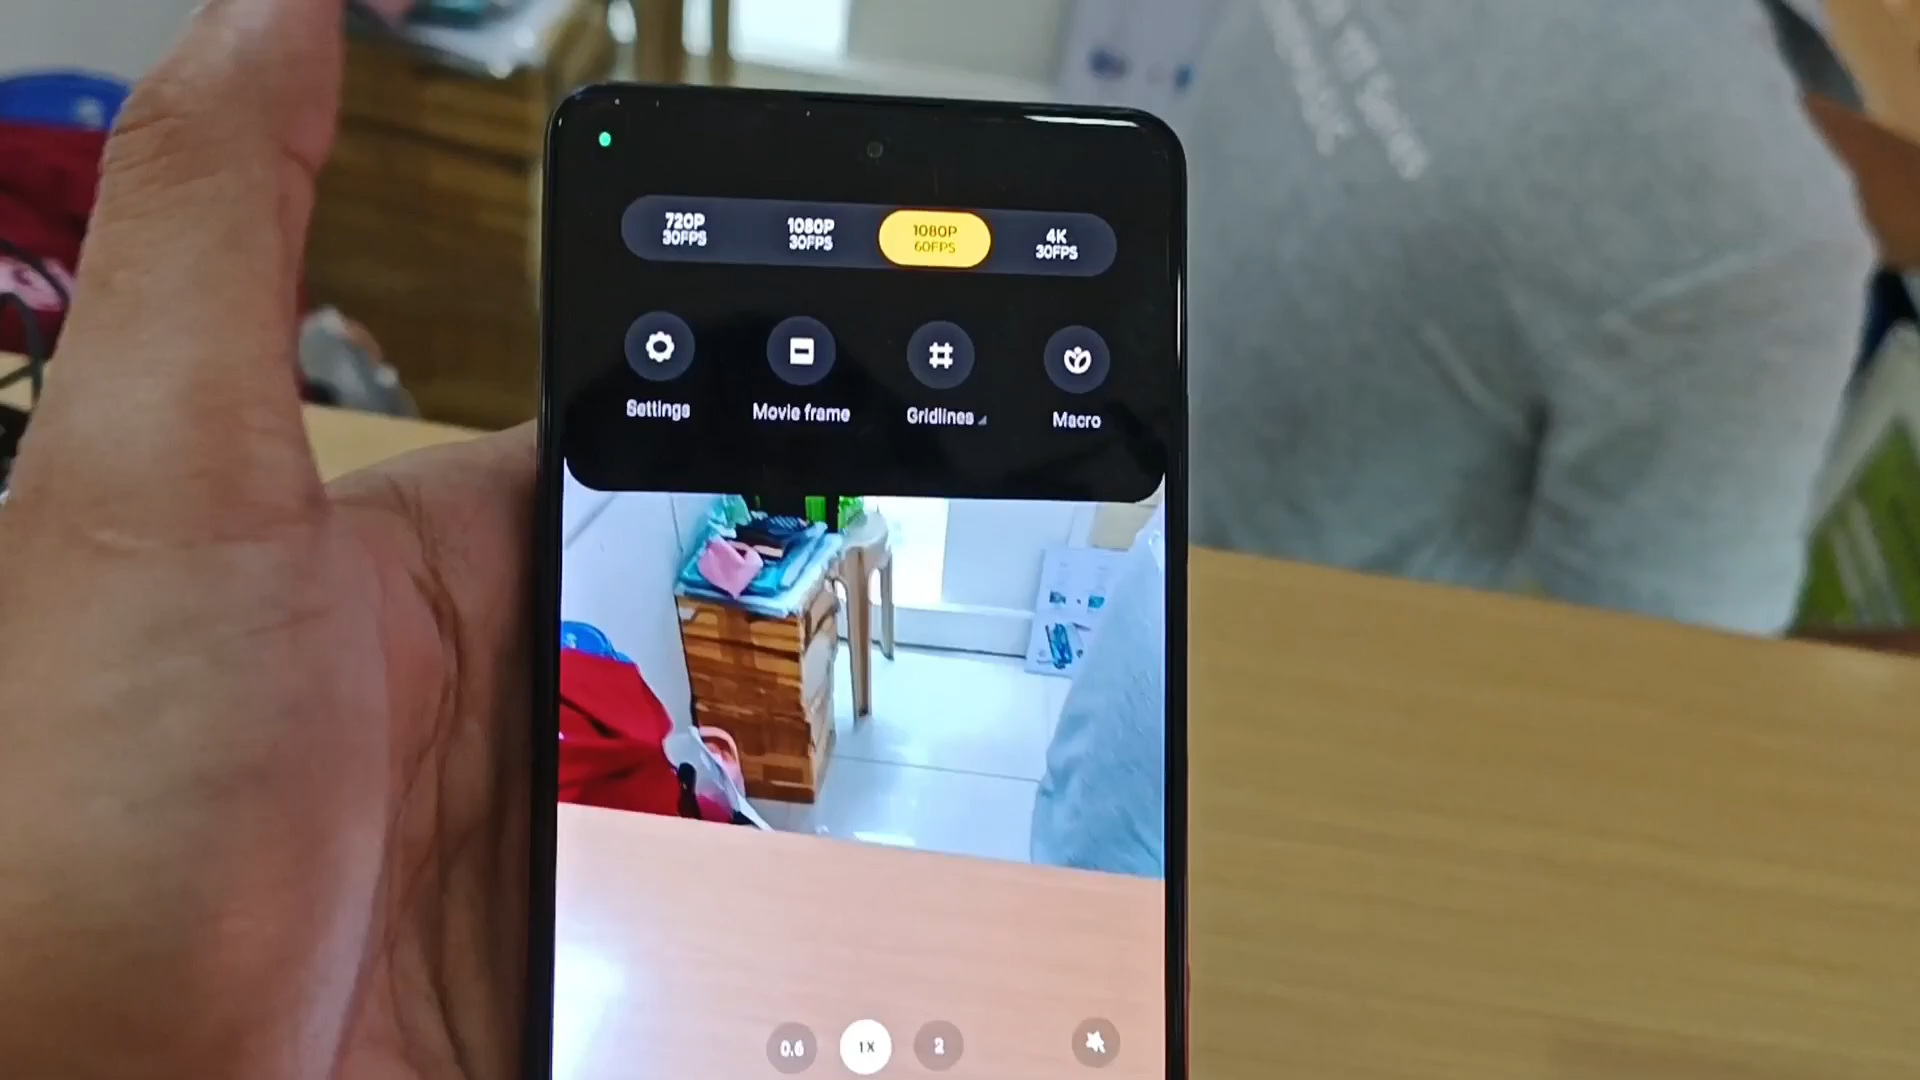 720P
30FPS
1080P
30FPS
1080P
60FPS
4K
30FPS
Settings
Movie frame
Gridlines
Macro
0.6
1X
2